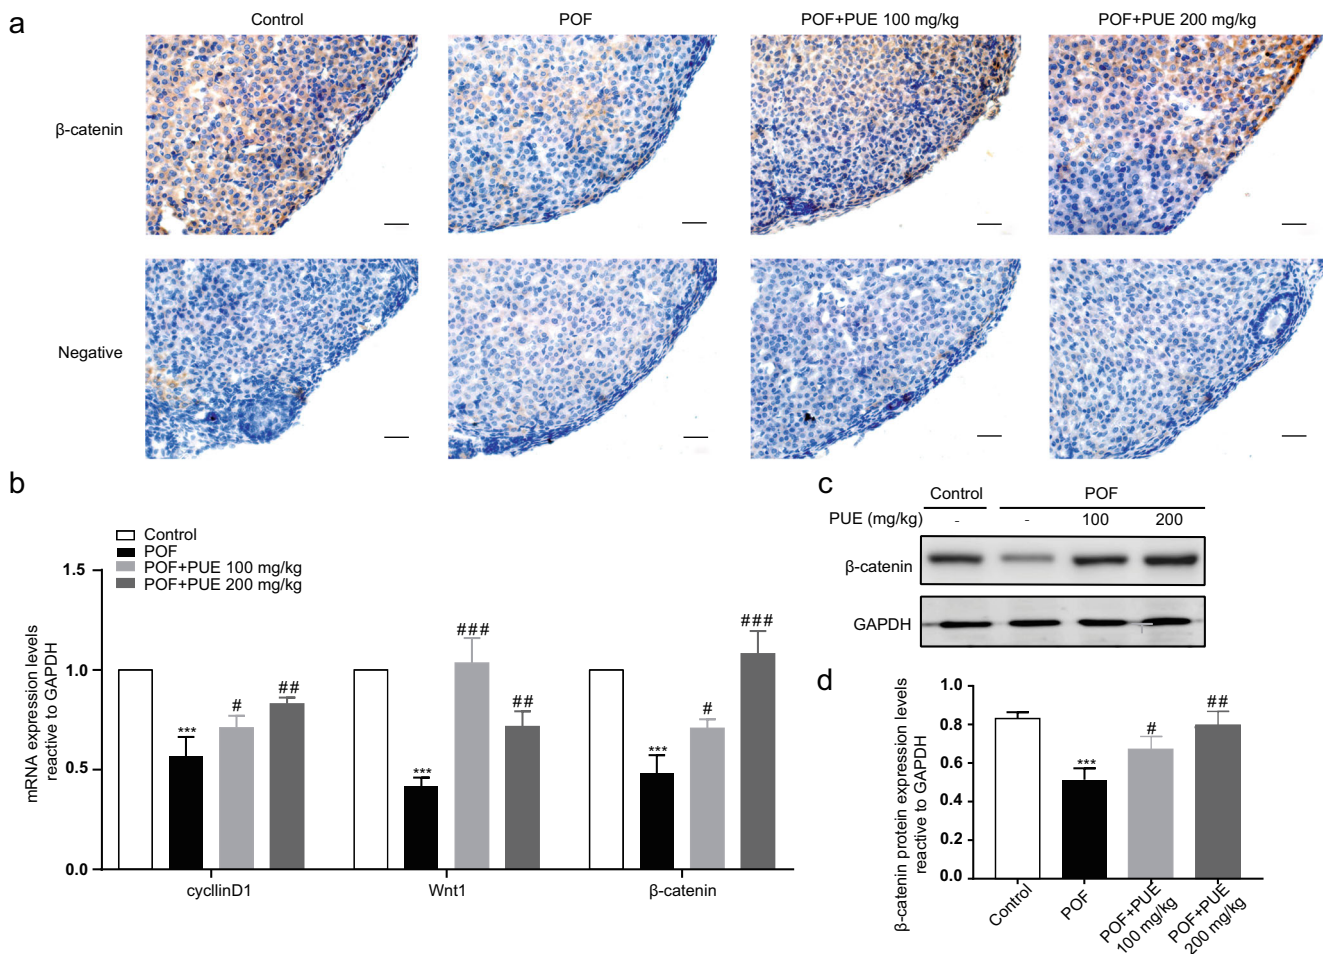 a
Control
POF
POF+PUE 100 mg/kg
POF+PUE 200 mg/kg
β-catenin
Negative
b
Control
POF
POF+PUE 100 mg/kg
POF+PUE 200 mg/kg
mRNA expression levels
reactive to GAPDH
1.5
1.0
0.5
0.0
***
#
##
***
###
##
***
#
###
cycllinD1
Wnt1
β-catenin
c
Control
POF
PUE (mg/kg)
-
-
100
200
β-catenin
GAPDH
d
β-catenin protein expression levels
reactive to GAPDH
1.0
0.8
0.6
0.4
0.2
0.0
***
#
##
Control
POF
POF+PUE
100 mg/kg
POF+PUE
200 mg/kg